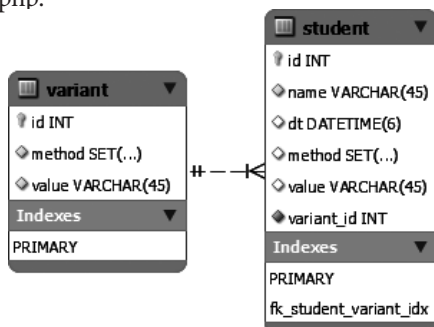 php.
variant
id INT
method SET(...)
value VARCHAR(45)
Indexes
PRIMARY
student
id INT
name VARCHAR(45)
dt DATETIME(6)
method SET(...)
value VARCHAR(45)
variant_id INT
Indexes
PRIMARY
fk_student_variant_idx